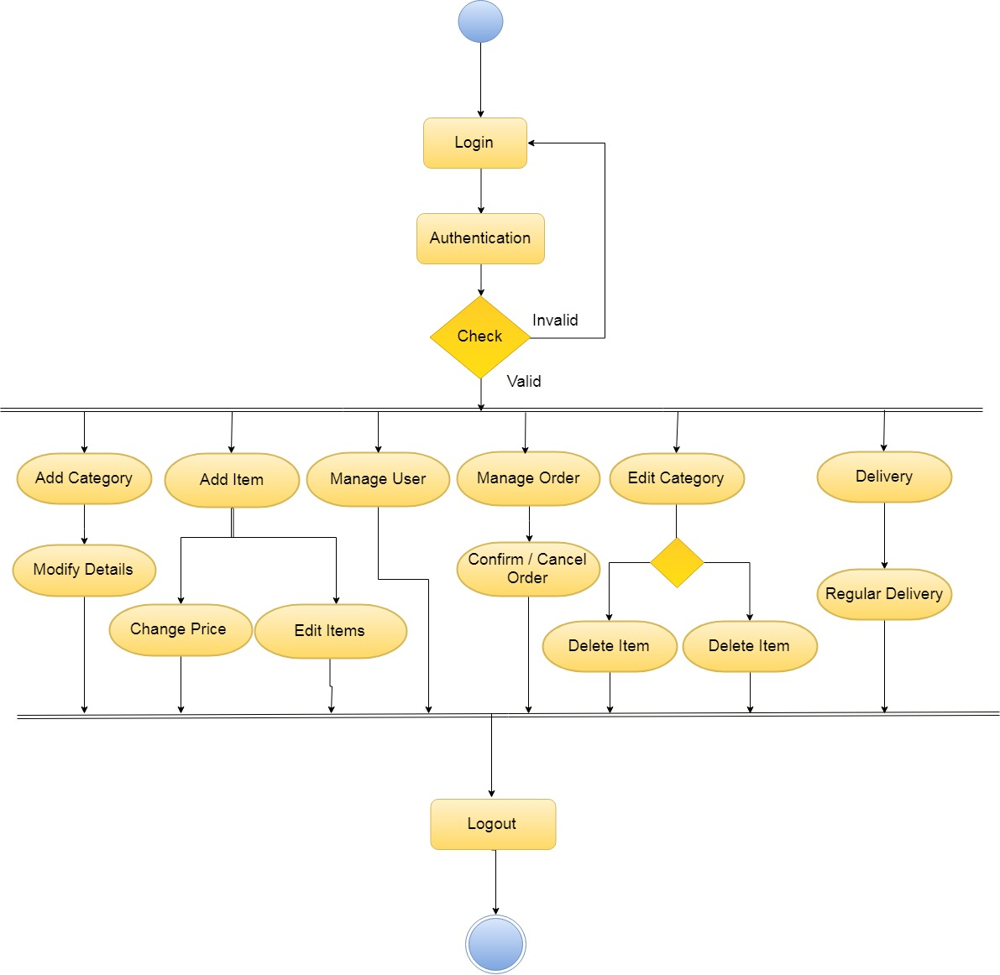 Login
Authentication
Invalid
Check
Valid
Add Category
Add Item
Manage User
Manage Order
Edit Category
Delivery
Modify Details
Confirm / Cancel
Order
Regular Delivery
Change Price
Edit Items
Delete Item
Delete Item
Logout